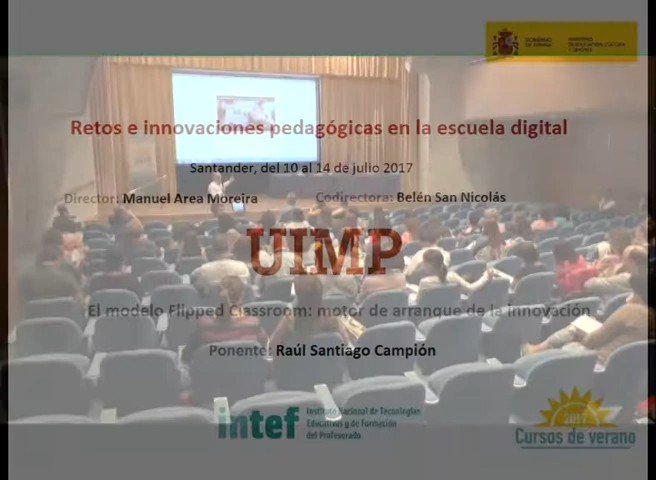 GOBIERNO DE ESPAÑA
MINISTERIO DE EDUCACIÓN, CULTURA Y DEPORTE
Retos e innovaciones pedagógicas en la escuela digital
Santander, del 10 al 14 de julio 2017
Director: Manuel Area Moreira
Codirectora: Belén San Nicolás
UIMP
El modelo Flipped Classroom: motor de arranque de la innovación
Ponente: Raúl Santiago Campión
intef
Instituto Nacional de Tecnologías
Educativas y de Formación
del Profesorado
Cursos de verano